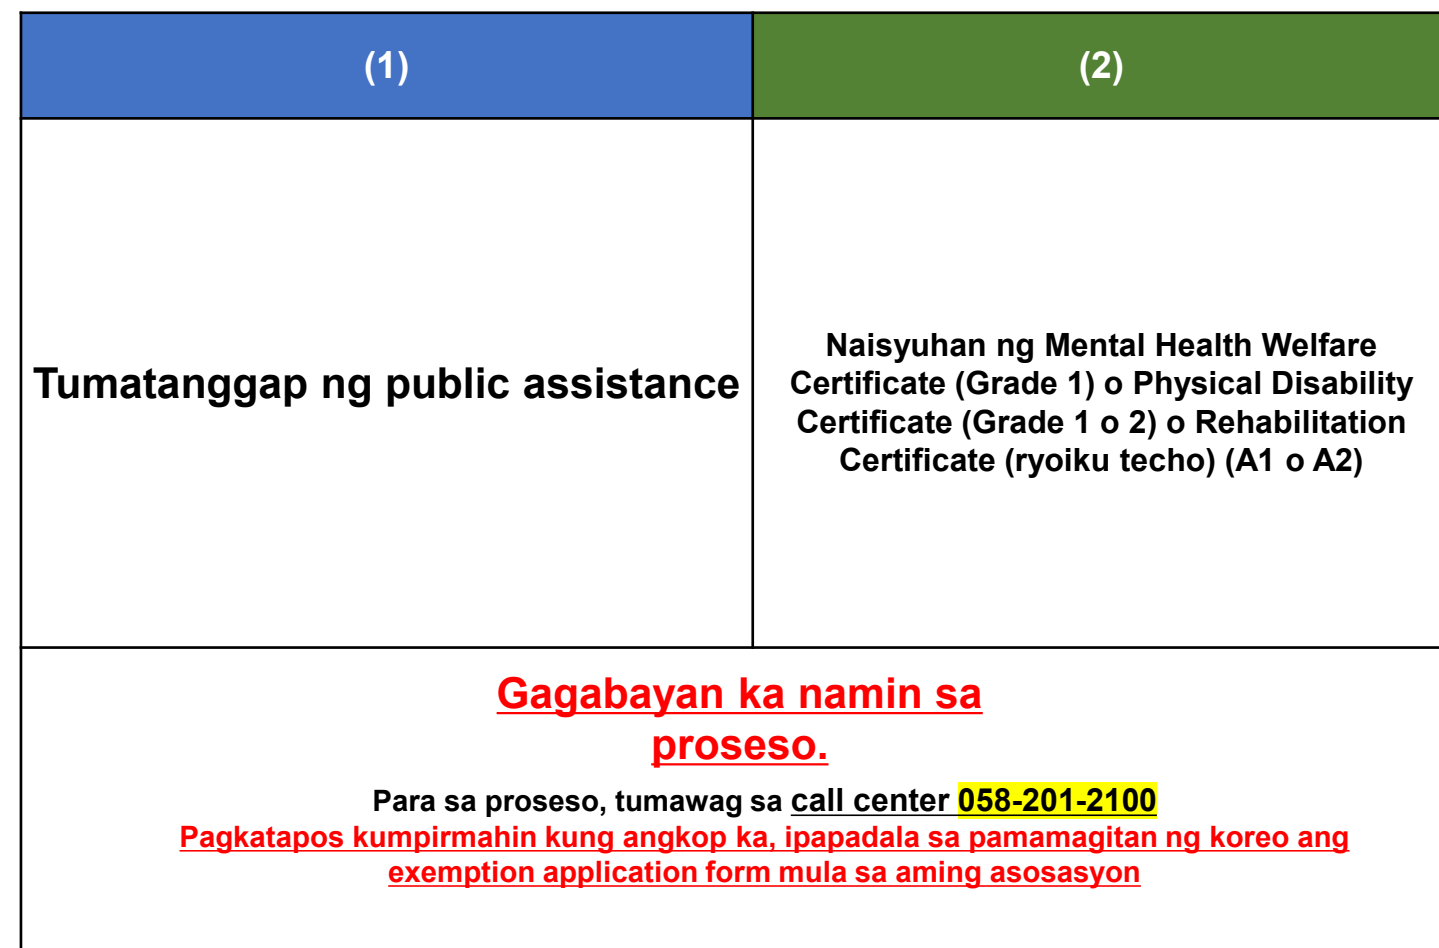 (1)
(2)
Tumatanggap ng public assistance
Naisyuhan ng Mental Health Welfare
Certificate (Grade 1) o Physical Disability
Certificate (Grade 1 o 2) o Rehabilitation
Certificate (ryoiku techo) (A1 o A2)
Gagabayan ka namin sa
proseso.
Para sa proseso, tumawag sa call center 058-201-2100
Pagkatapos kumpirmahin kung angkop ka, ipapadala sa pamamagitan ng koreo ang
exemption application form mula sa aming asosasyon